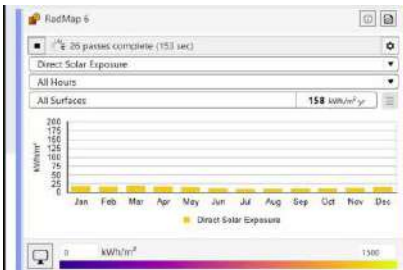 RadMap 6
26 passes complete (153 sec)
Direct Solar Exposure
All Hours
All Surfaces 158 kWh/m² yr
200
175
150
125
100
75
50
25
0
kWh/m²
Jan Feb Mar Apr May Jun Jul Aug Sep Oct Nov Dec
Direct Solar Exposure
0 kWh/m² 1500